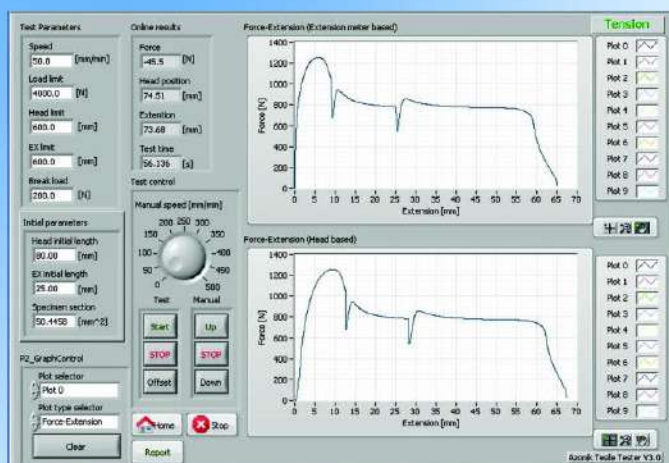 Test Parameters
Speed
50.0 [mm/min]
Load limit
4000.0 [N]
Head limit
600.0 [mm]
EX limit
600.0 [mm]
Break load
200.0 [N]
Initial parameters
Head initial length
80.00 [mm]
EX initial length
25.00 [mm]
Specimen section
50.4458 [mm^2]
P2_GraphControl
Plot selector
Plot 0
Plot type selector
Force-Extension
Clear
Online results
Force
-45.5 [N]
Head position
74.51 [mm]
Extention
73.68 [mm]
Test time
56.136 [s]
Test control
Manual speed [mm/min]
200 250 300
150 350
100 400
50 450
0 500
Test Manual
Start Up
STOP STOP
Offset Down
Home Stop
Report
Force-Extension (Extension meter based)
Force [N]
1400
1200
1000
800
600
400
200
0
0 5 10 15 20 25 30 35 40 45 50 55 60 65 70
Extension [mm]
Force-Extension (Head based)
Force [N]
1400
1200
1000
800
600
400
200
0
0 5 10 15 20 25 30 35 40 45 50 55 60 65 70
Extension [mm]
Tension
Plot 0
Plot 1
Plot 2
Plot 3
Plot 4
Plot 5
Plot 6
Plot 7
Plot 8
Plot 9
Plot 0
Plot 1
Plot 2
Plot 3
Plot 4
Plot 5
Plot 6
Plot 7
Plot 8
Plot 9
Azonik Tesile Tester V3.0